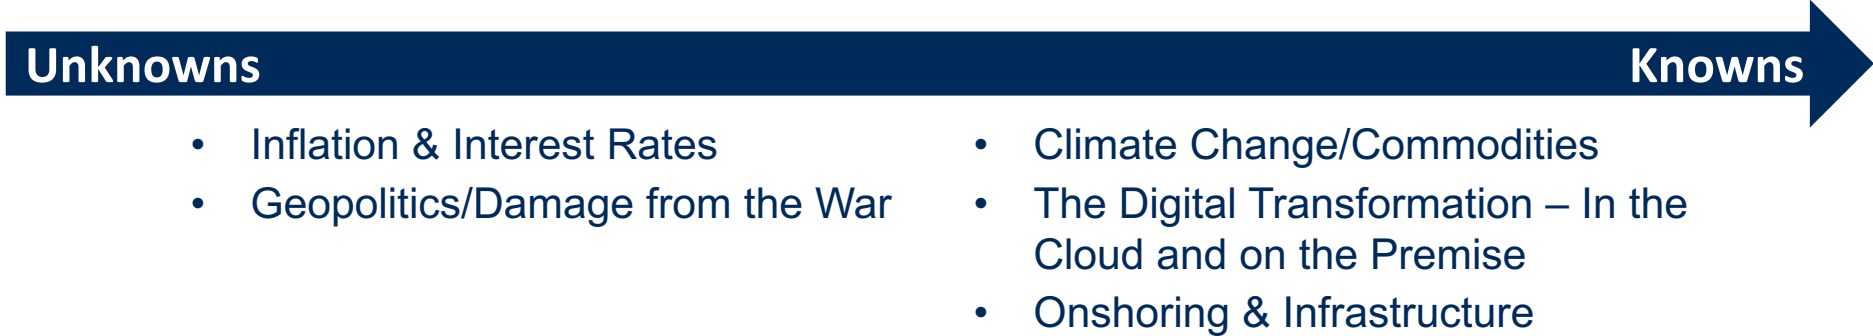 Unknowns
Knowns
• Inflation & Interest Rates
• Geopolitics/Damage from the War
• Climate Change/Commodities
• The Digital Transformation – In the
Cloud and on the Premise
• Onshoring & Infrastructure